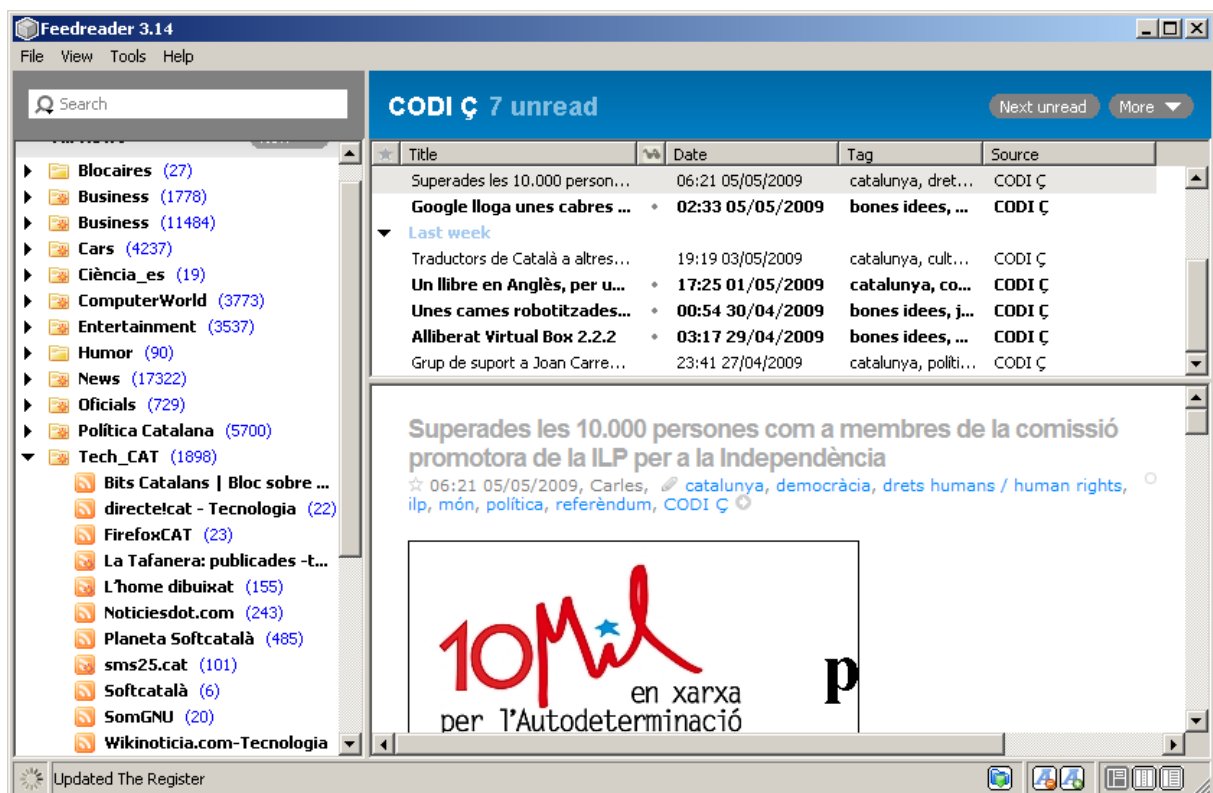 Feedreader 3.14
File View Tools Help
Search
CODI Ç 7 unread
Next unread More
Blocaires (27)
Business (1778)
Business (11484)
Cars (4237)
Ciència_es (19)
ComputerWorld (3773)
Entertainment (3537)
Humor (90)
News (17322)
Oficials (729)
Política Catalana (5700)
Tech_CAT (1898)
Bits Catalans | Bloc sobre ...
directe!cat - Tecnologia (22)
FirefoxCAT (23)
La Tafanera: publicades -t...
L'home dibuixat (155)
Noticiesdot.com (243)
Planeta Softcatalà (485)
sms25.cat (101)
Softcatalà (6)
SomGNU (20)
Wikinoticia.com-Tecnologia
Title Date Tag Source
Superades les 10.000 person... 06:21 05/05/2009 catalunya, dret... CODI Ç
Google lloga unes cabres ... 02:33 05/05/2009 bones idees, ... CODI Ç
Last week
Traductors de Català a altres... 19:19 03/05/2009 catalunya, cult... CODI Ç
Un llibre en Anglès, per u... 17:25 01/05/2009 catalunya, co... CODI Ç
Unes cames robotitzades... 00:54 30/04/2009 bones idees, j... CODI Ç
Alliberat Virtual Box 2.2.2 03:17 29/04/2009 bones idees, ... CODI Ç
Grup de suport a Joan Carre... 23:41 27/04/2009 catalunya, políti... CODI Ç
Superades les 10.000 persones com a membres de la comissió
promotora de la ILP per a la Independència
06:21 05/05/2009, Carles, catalunya, democràcia, drets humans / human rights,
ilp, món, política, referèndum, CODI Ç
10Mil
en xarxa
per l'Autodeterminació
p
Updated The Register